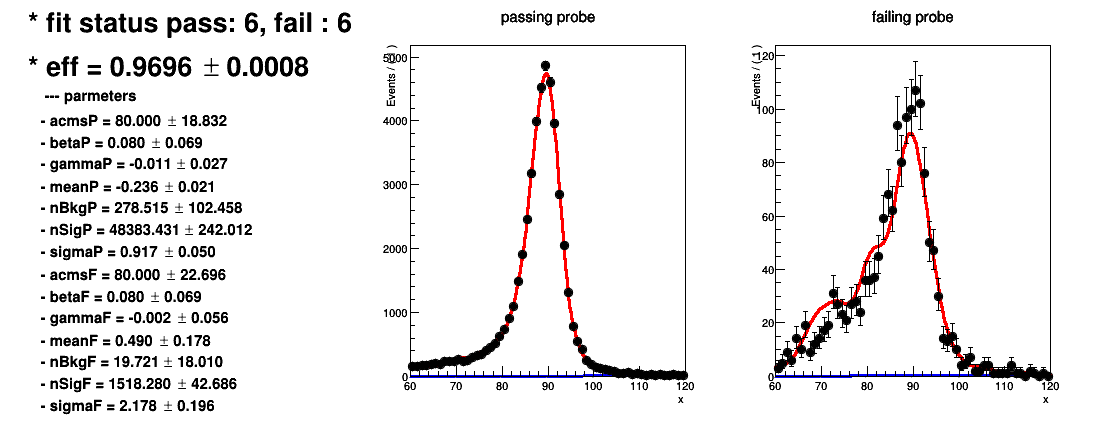 * fit status pass: 6, fail : 6
* eff = 0.9696 ± 0.0008
--- parmeters
- acmsP = 80.000 ± 18.832
- betaP = 0.080 ± 0.069
- gammaP = -0.011 ± 0.027
- meanP = -0.236 ± 0.021
- nBkgP = 278.515 ± 102.458
- nSigP = 48383.431 ± 242.012
- sigmaP = 0.917 ± 0.050
- acmsF = 80.000 ± 22.696
- betaF = 0.080 ± 0.069
- gammaF = -0.002 ± 0.056
- meanF = 0.490 ± 0.178
- nBkgF = 19.721 ± 18.010
- nSigF = 1518.280 ± 42.686
- sigmaF = 2.178 ± 0.196
passing probe
Events /
5000
4000
3000
2000
1000
0
60 70 80 90 100 110 120
x
failing probe
Events / ( 1 )
120
100
80
60
40
20
0
60 70 80 90 100 110 120
x